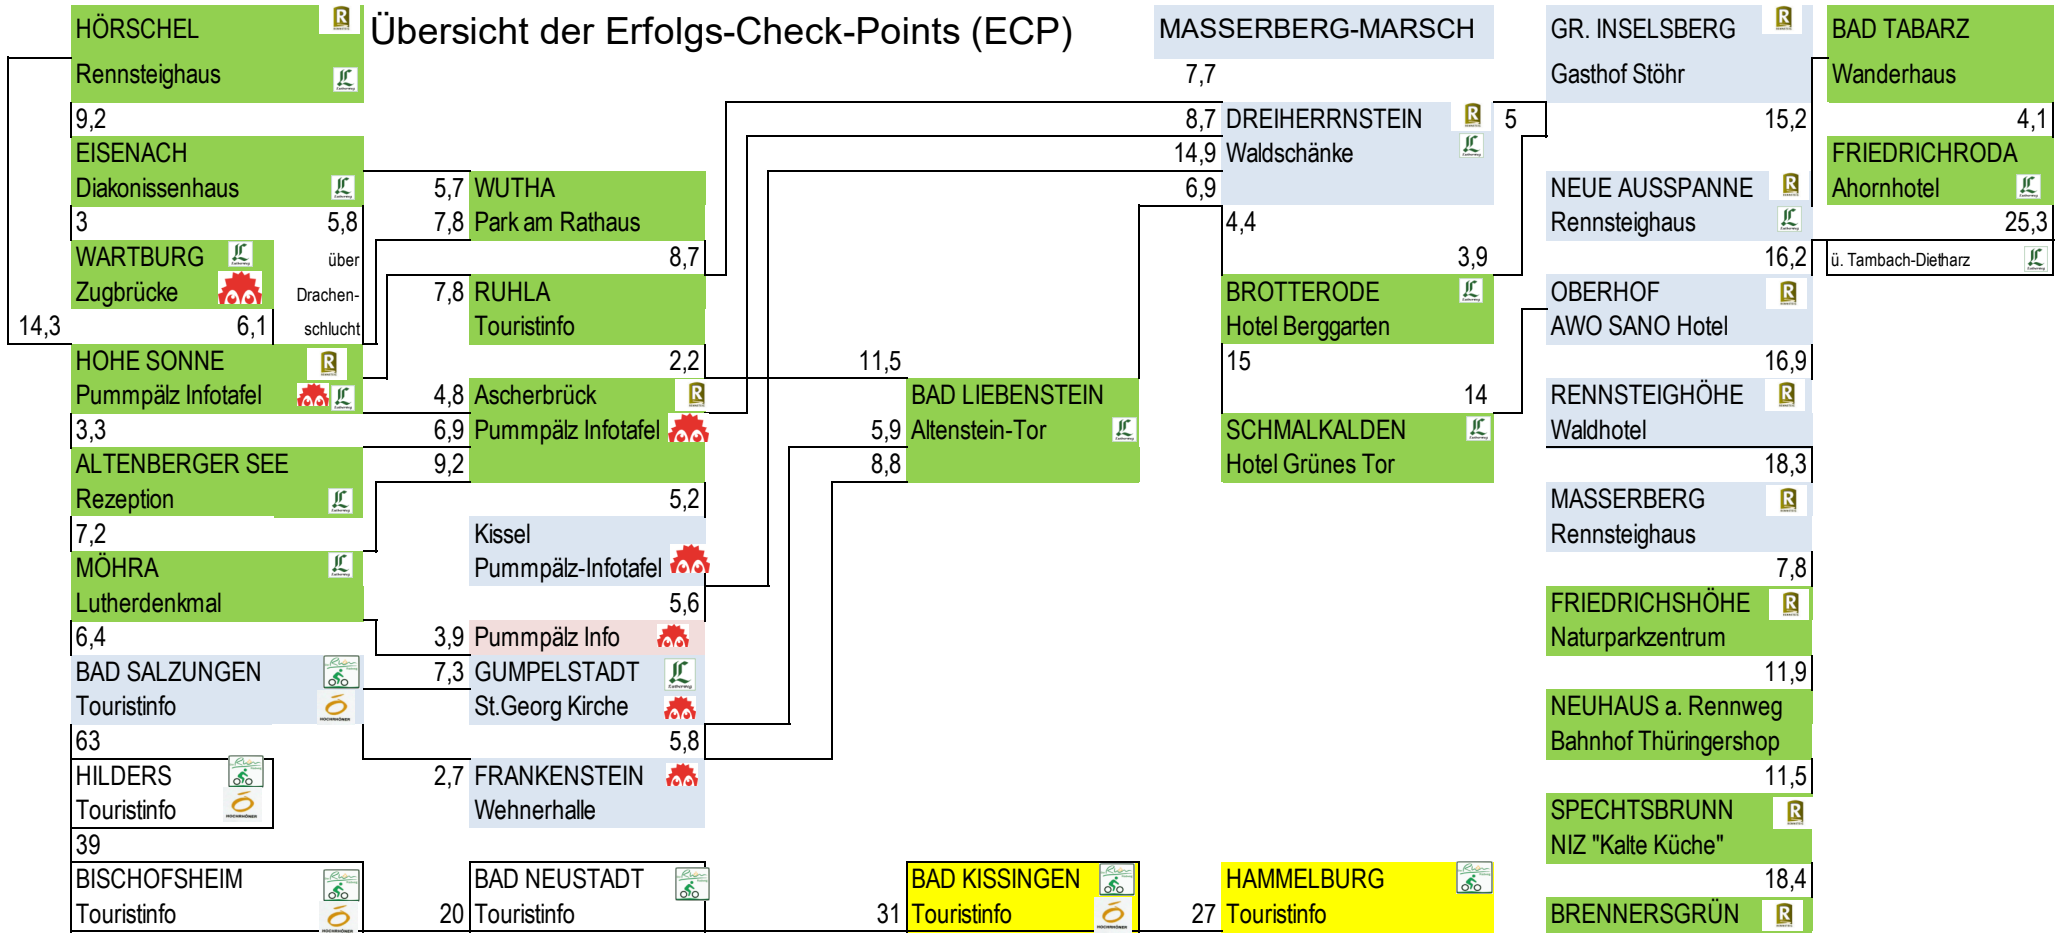 Übersicht der Erfolgs-Check-Points (ECP)
HÖRSCHEL
Rennsteighaus
9,2
EISENACH
Diakonissenhaus
3
5,8
WARTBURG
über
Zugbrücke
Drachen-
14,3
6,1
schlucht
HOHE SONNE
Pummpälz Infotafel
3,3
ALTENBERGER SEE
Rezeption
7,2
MÖHRA
Lutherdenkmal
6,4
BAD SALZUNGEN
Touristinfo
63
HILDERS
Touristinfo
39
BISCHOFSHEIM
Touristinfo
5,7
WUTHA
7,8
Park am Rathaus
8,7
7,8
RUHLA
Touristinfo
2,2
4,8
Ascherbrück
6,9
Pummpälz Infotafel
9,2
5,2
Kissel
Pummpälz-Infotafel
5,6
3,9
Pummpälz Info
7,3
GUMPELSTADT
St.Georg Kirche
5,8
2,7
FRANKENSTEIN
Wehnerhalle
BAD NEUSTADT
20
Touristinfo
11,5
BAD LIEBENSTEIN
5,9
Altenstein-Tor
8,8
BAD KISSINGEN
31
Touristinfo
MASSERBERG-MARSCH
7,7
8,7
DREIHERRNSTEIN
5
14,9
Waldschänke
6,9
4,4
3,9
BROTTERODE
Hotel Berggarten
15
14
SCHMALKALDEN
Hotel Grünes Tor
HAMMELBURG
27
Touristinfo
GR. INSELSBERG
Gasthof Stöhr
15,2
NEUE AUSSPANNE
Rennsteighaus
16,2
OBERHOF
AWO SANO Hotel
16,9
RENNSTEIGHÖHE
Waldhotel
18,3
MASSERBERG
Rennsteighaus
7,8
FRIEDRICHSHÖHE
Naturparkzentrum
11,9
NEUHAUS a. Rennweg
Bahnhof Thüringershop
11,5
SPECHTSBRUNN
NIZ "Kalte Küche"
18,4
BRENNERSGRÜN
BAD TABARZ
Wanderhaus
4,1
FRIEDRICHRODA
Ahornhotel
25,3
ü. Tambach-Dietharz